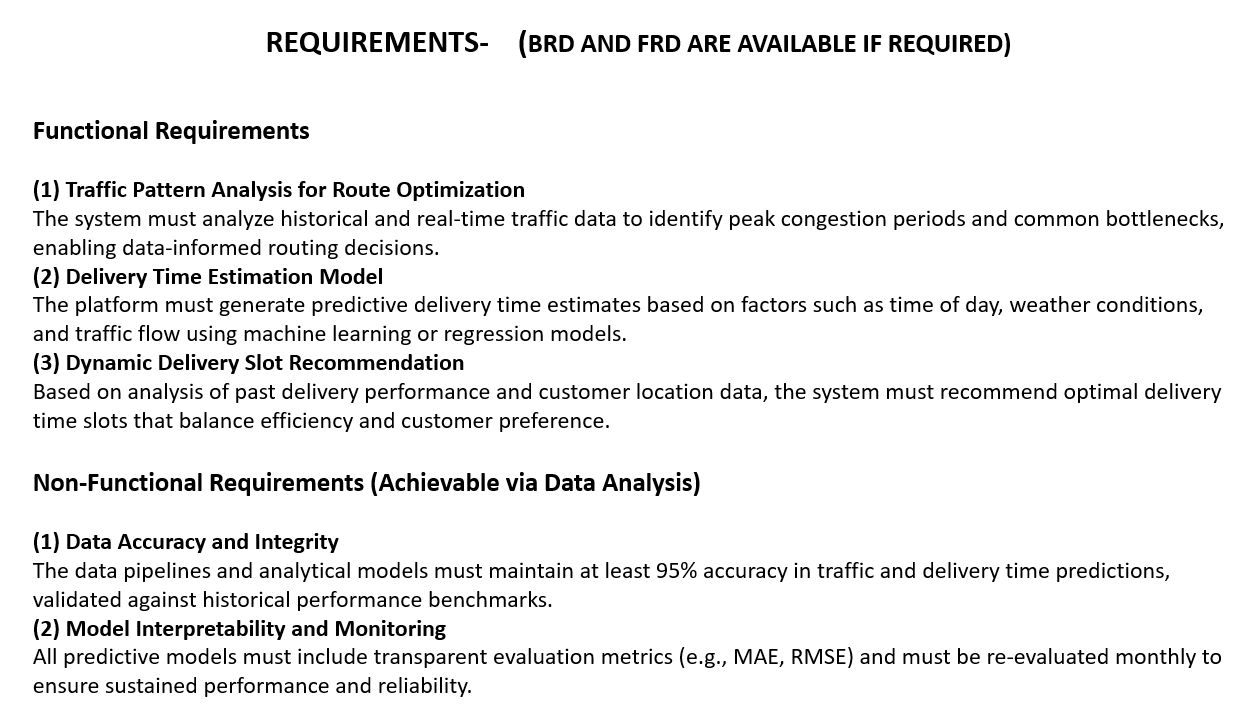 REQUIREMENTS- (BRD AND FRD ARE AVAILABLE IF REQUIRED)
Functional Requirements
(1) Traffic Pattern Analysis for Route Optimization
The system must analyze historical and real-time traffic data to identify peak congestion periods and common bottlenecks,
enabling data-informed routing decisions.
(2) Delivery Time Estimation Model
The platform must generate predictive delivery time estimates based on factors such as time of day, weather conditions,
and traffic flow using machine learning or regression models.
(3) Dynamic Delivery Slot Recommendation
Based on analysis of past delivery performance and customer location data, the system must recommend optimal delivery
time slots that balance efficiency and customer preference.
Non-Functional Requirements (Achievable via Data Analysis)
(1) Data Accuracy and Integrity
The data pipelines and analytical models must maintain at least 95% accuracy in traffic and delivery time predictions,
validated against historical performance benchmarks.
(2) Model Interpretability and Monitoring
All predictive models must include transparent evaluation metrics (e.g., MAE, RMSE) and must be re-evaluated monthly to
ensure sustained performance and reliability.